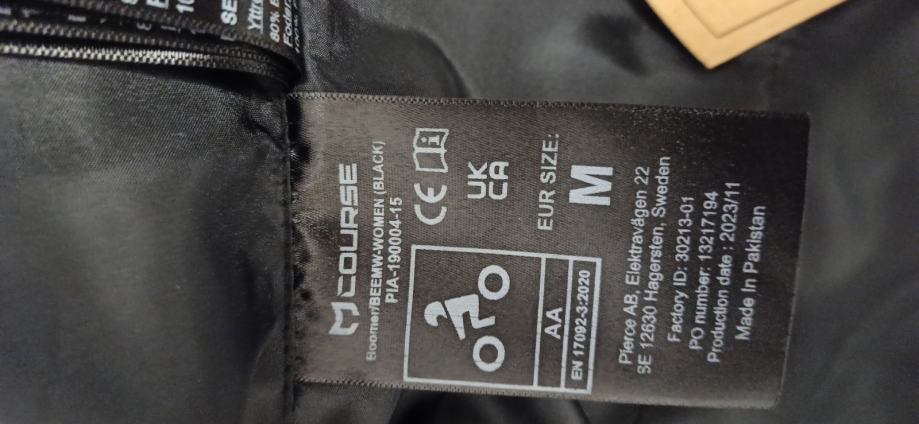 COURSE
Boomer/BEEMW-WOMEN (BLACK)
PIA-190004-15
CE
UK
CA
AA
EN 17092-3:2020
EUR SIZE:
M
Pierce AB, Elektravägen 22
SE 12630 Hagersten, Sweden
Factory ID: 30213-01
PO number: 13217194
Production date : 2023/11
Made In Pakistan
SE
80%